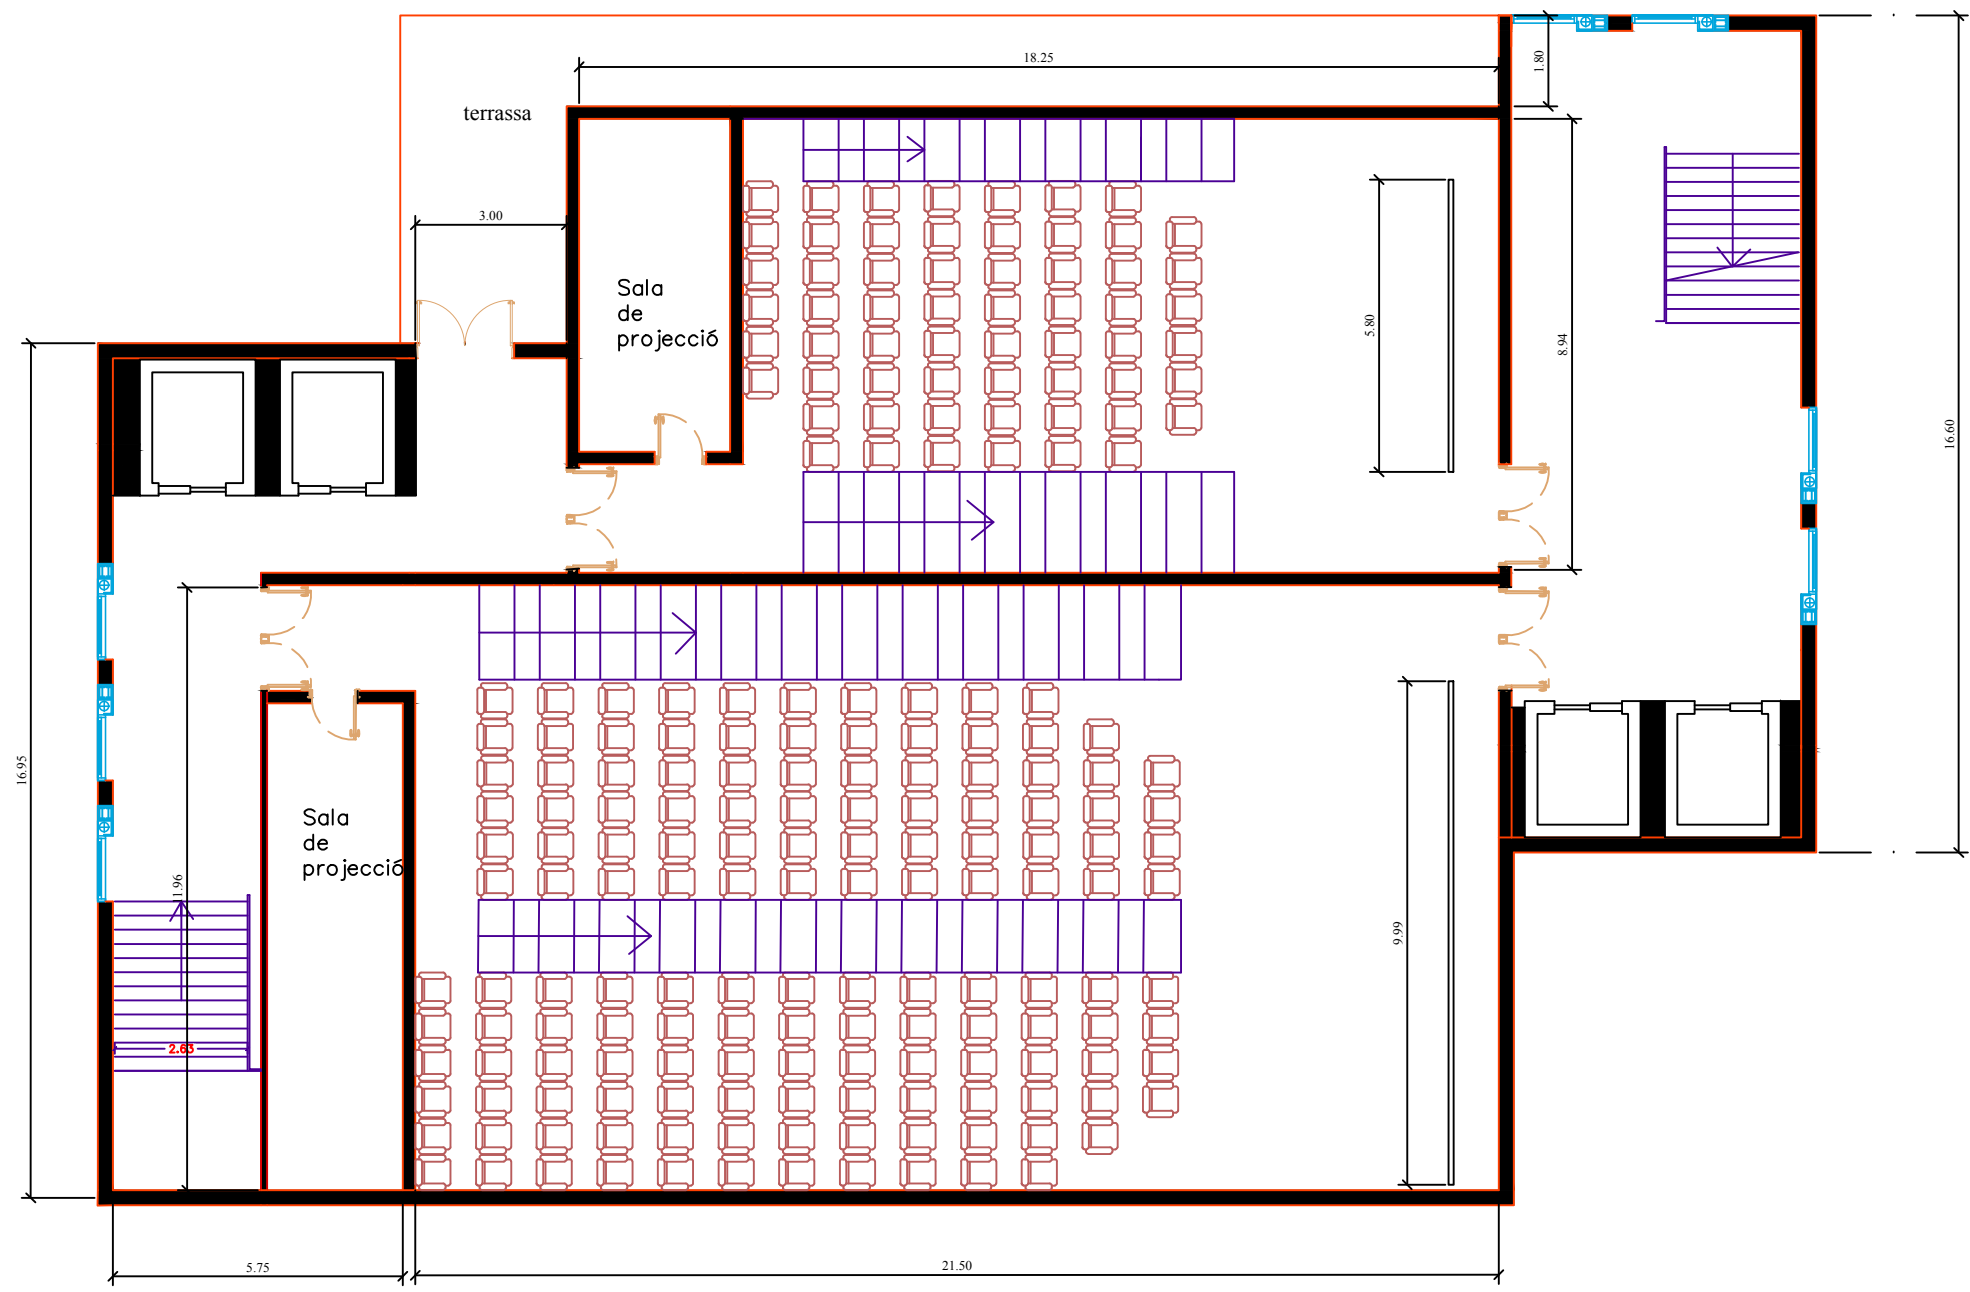 18.25
1.80
terrassa
3.00
Sala
de
projecció
5.80
8.94
16.60
16.95
Sala
de
projecció
11.96
9.99
2.63
5.75
21.50